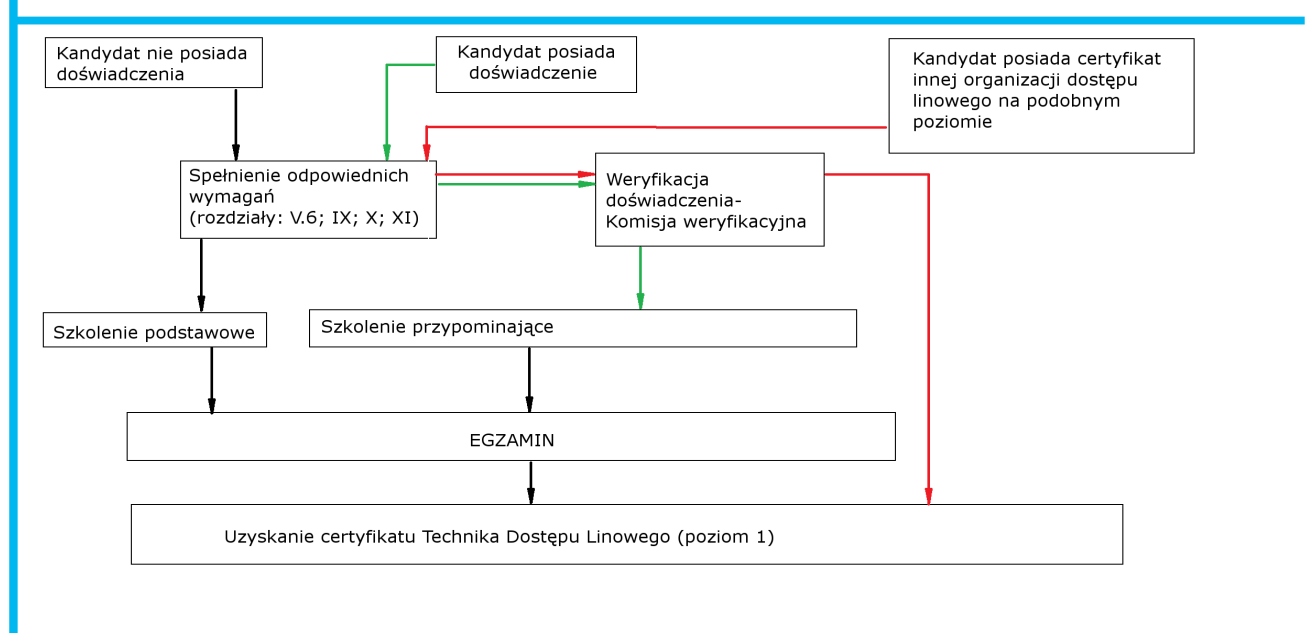 Kandydat nie posiada
doświadczenia
Kandydat posiada
doświadczenie
Kandydat posiada certyfikat
innej organizacji dostępu
linowego na podobnym
poziomie
Spełnienie odpowiednich
wymagań
(rozdziały: V.6; IX; X; XI)
Weryfikacja
doświadczenia-
Komisja weryfikacyjna
Szkolenie podstawowe
Szkolenie przypominające
EGZAMIN
Uzyskanie certyfikatu Technika Dostępu Linowego (poziom 1)